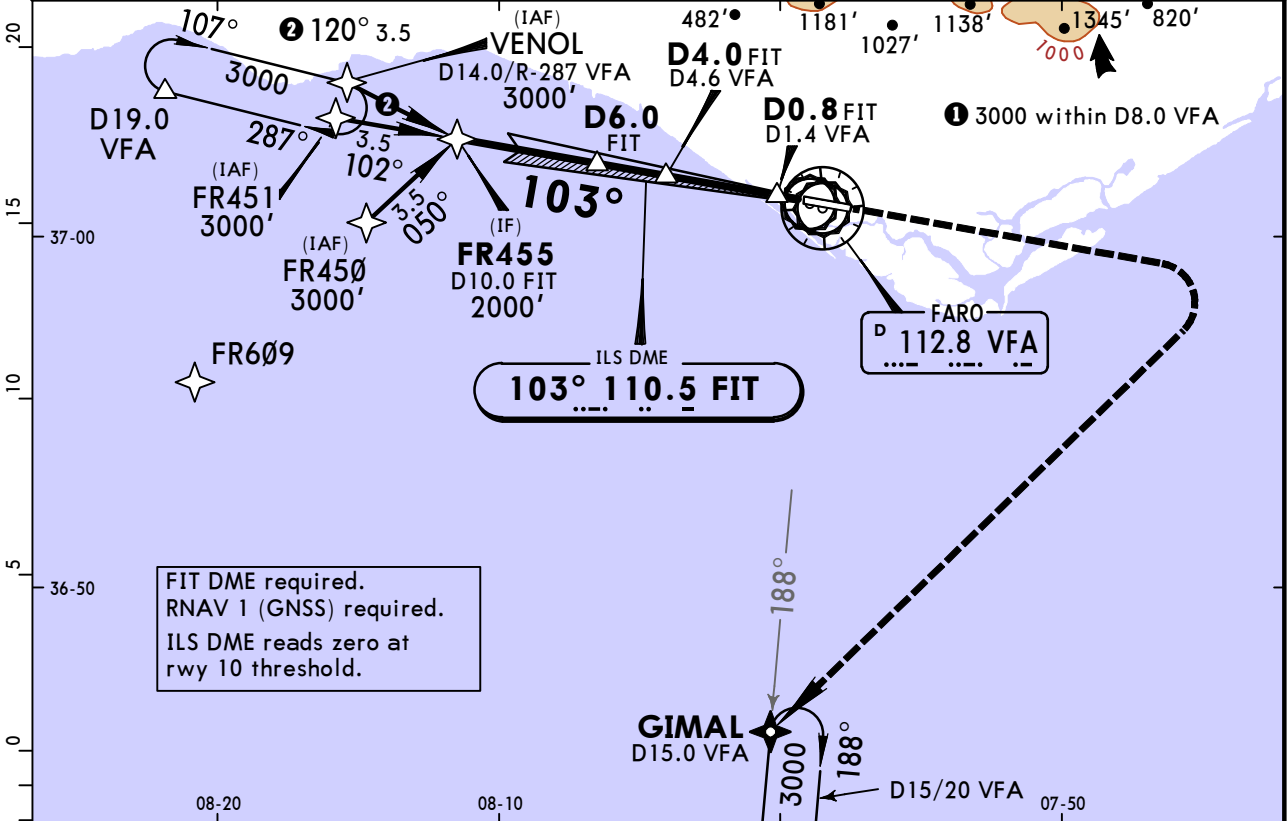 20
107°
❷ 120° 3.5
(IAF)
VENOL
D14.0/R-287 VFA
3000'
482'
1181'
1027'
1138'
1345'
820'
1000
D4.0 FIT
D4.6 VFA
D0.8 FIT
D1.4 VFA
❶ 3000 within D8.0 VFA
3000
❷
D19.0
VFA
287°
D6.0
FIT
3.5
102°
(IAF)
FR451
3000'
103°
15
37-00
3.5
050°
(IAF)
FR45Ø
3000'
(IF)
FR455
D10.0 FIT
2000'
FARO
D 112.8 VFA
FR6Ø9
ILS DME
103° 110.5 FIT
10
5
36-50
188°
FIT DME required.
RNAV 1 (GNSS) required.
ILS DME reads zero at
rwy 10 threshold.
GIMAL
D15.0 VFA
3000
188°
D15/20 VFA
0
08-20
08-10
07-50